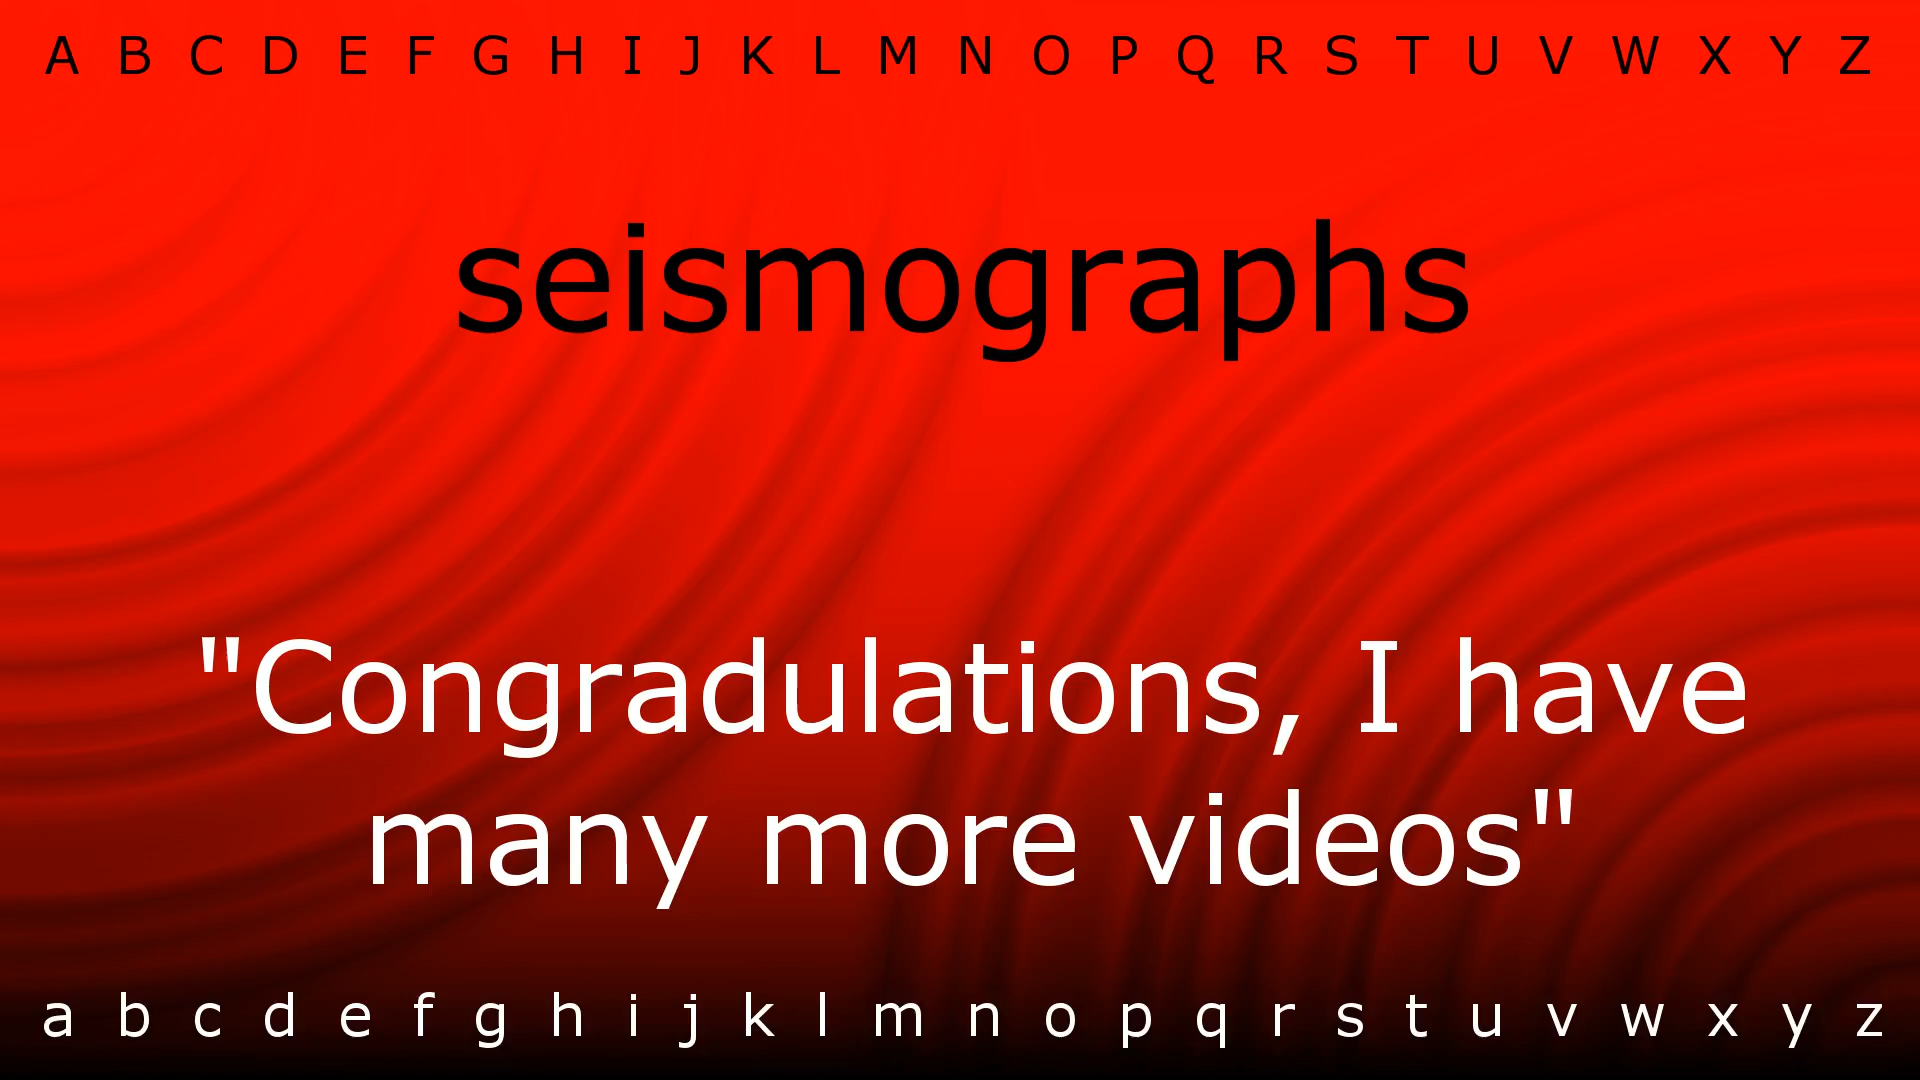 A B C D E F G H I J K L M N O P Q R S T U V W X Y Z
seismographs
"Congradulations, I have
many more videos"
a b c d e f g h i j k l m n o p q r s t u v w x y z